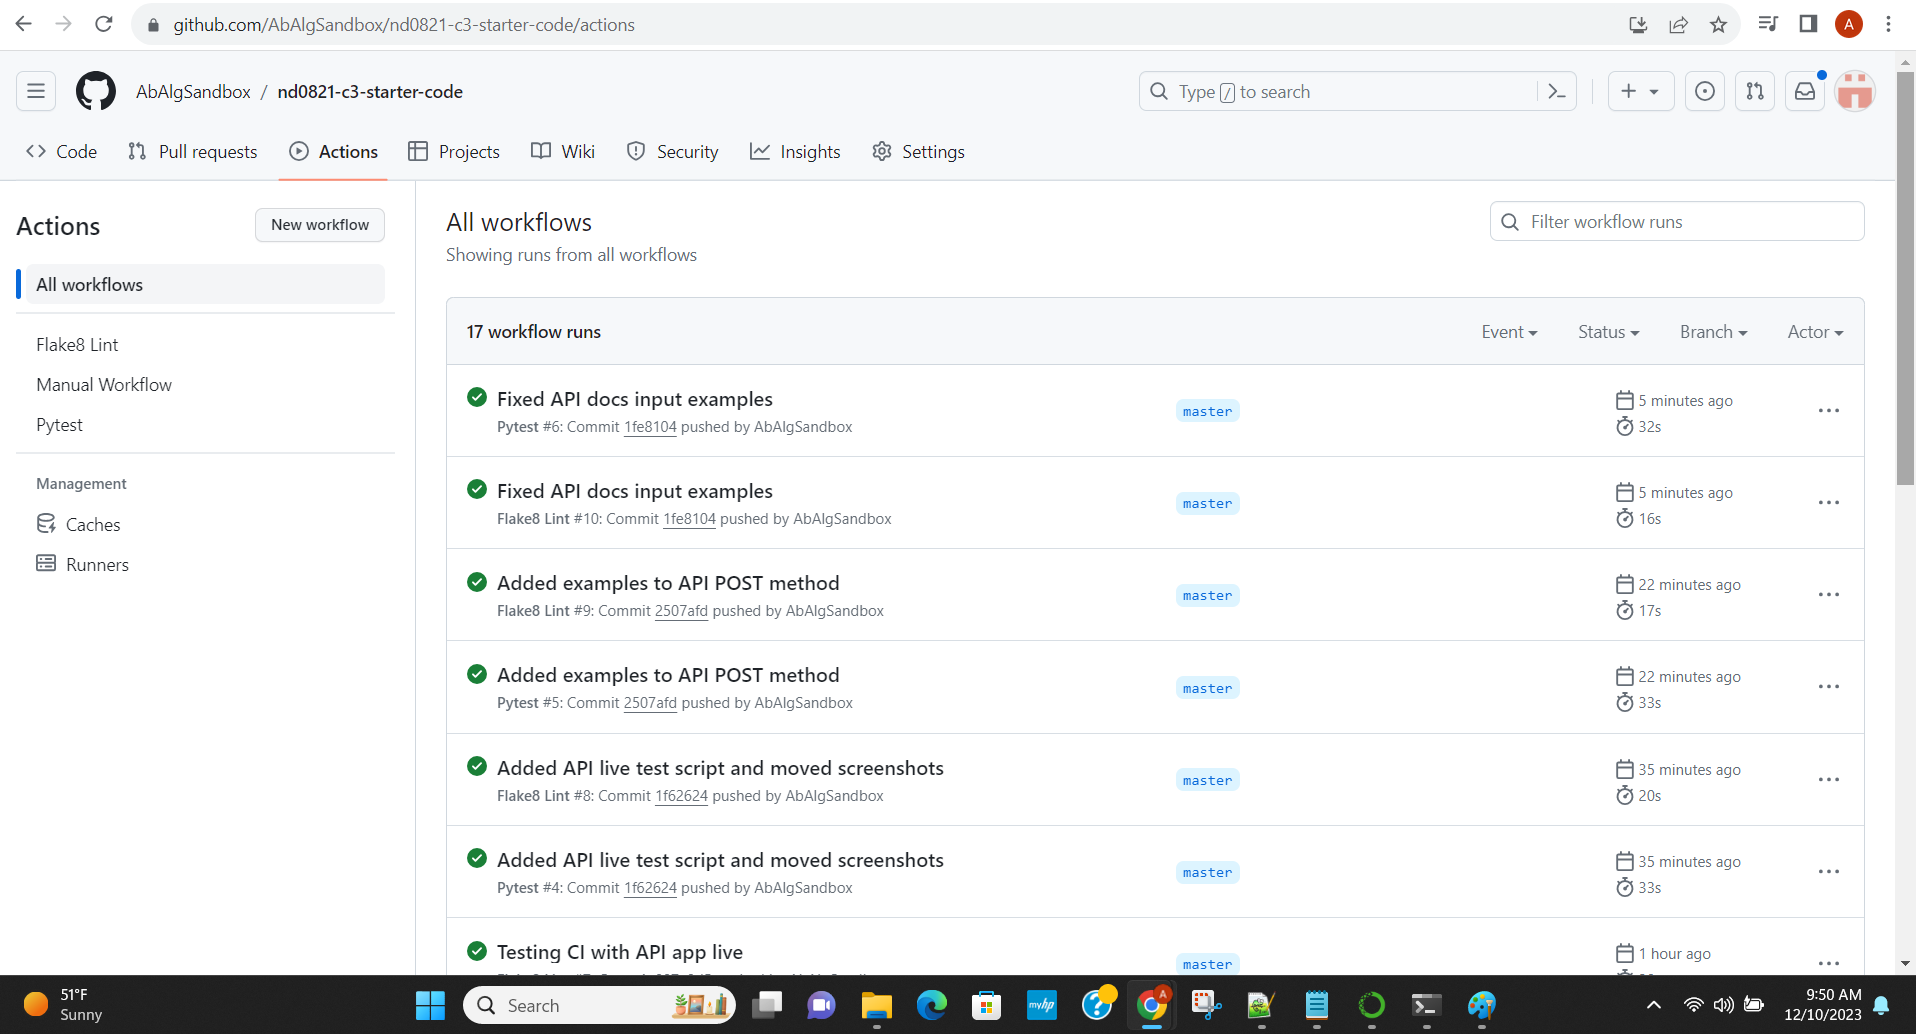 github.com/AbAlgSandbox/nd0821-c3-starter-code/actions
A
AbAlgSandbox / nd0821-c3-starter-code
Type / to search
Code Pull requests Actions Projects Wiki Security Insights Settings
Actions
New workflow
All workflows
Flake8 Lint
Manual Workflow
Pytest
Management
Caches
Runners
All workflows
Showing runs from all workflows
Filter workflow runs
17 workflow runs
Event Status Branch Actor
Fixed API docs input examples
Pytest #6: Commit 1fe8104 pushed by AbAlgSandbox
master
5 minutes ago
32s
Fixed API docs input examples
Flake8 Lint #10: Commit 1fe8104 pushed by AbAlgSandbox
master
5 minutes ago
16s
Added examples to API POST method
Flake8 Lint #9: Commit 2507afd pushed by AbAlgSandbox
master
22 minutes ago
17s
Added examples to API POST method
Pytest #5: Commit 2507afd pushed by AbAlgSandbox
master
22 minutes ago
33s
Added API live test script and moved screenshots
Flake8 Lint #8: Commit 1f62624 pushed by AbAlgSandbox
master
35 minutes ago
20s
Added API live test script and moved screenshots
Pytest #4: Commit 1f62624 pushed by AbAlgSandbox
master
35 minutes ago
33s
Testing CI with API app live
master
1 hour ago
51°F
Sunny
Search
myhp
A
9:50 AM
12/10/2023